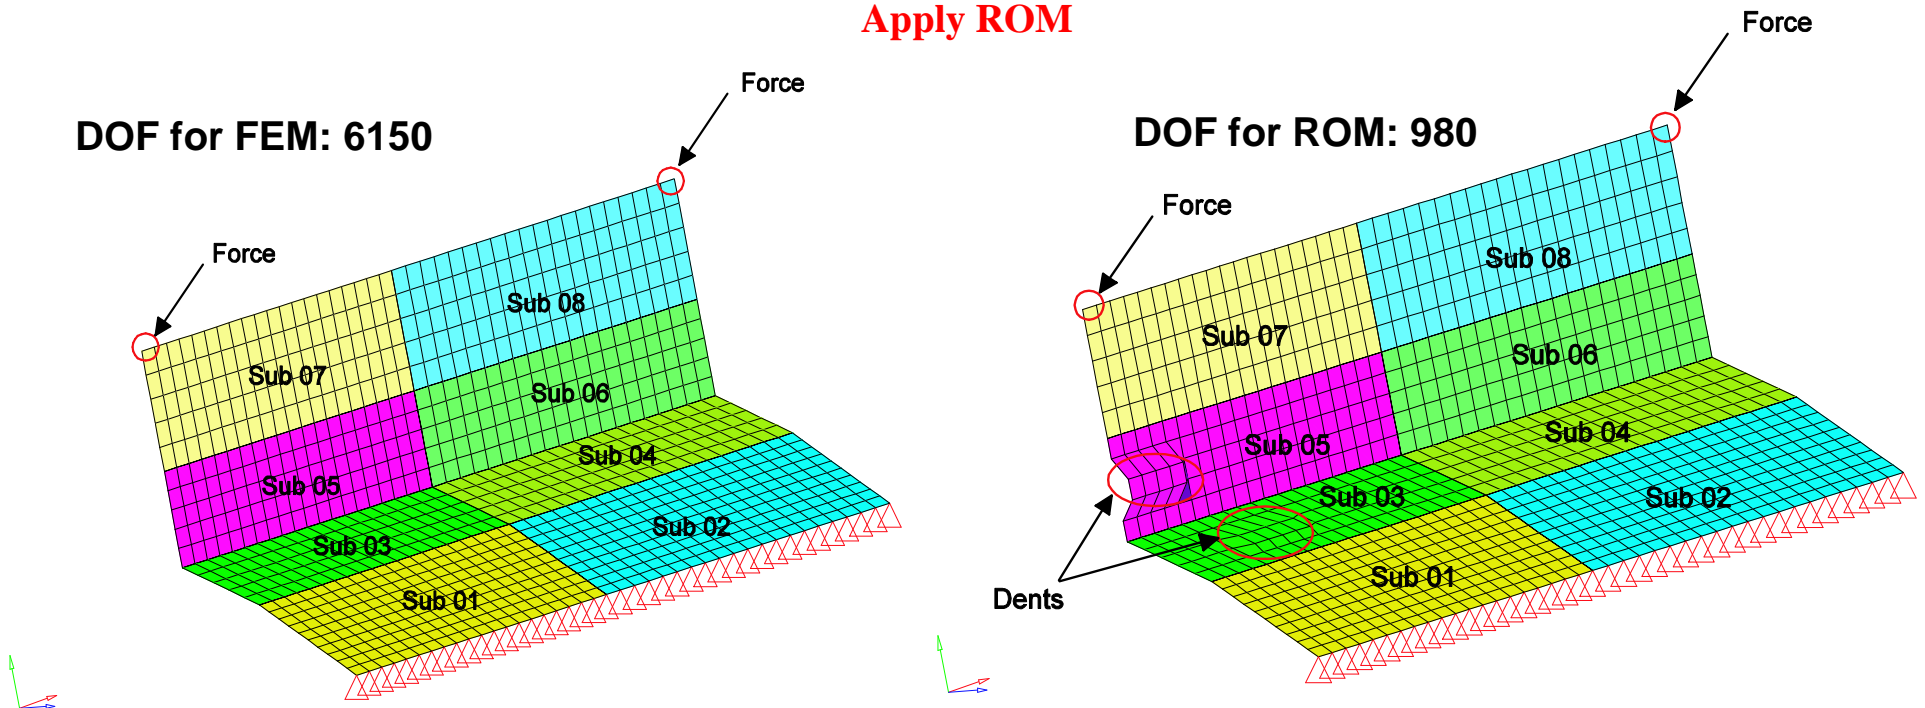 Apply ROM
Force
DOF for FEM: 6150
Force
Sub 08
Sub 07
Sub 06
Sub 04
Sub 05
Sub 02
Sub 03
Sub 01
Force
DOF for ROM: 980
Force
Sub 08
Sub 07
Sub 06
Sub 04
Sub 05
Sub 03
Sub 02
Sub 01
Dents